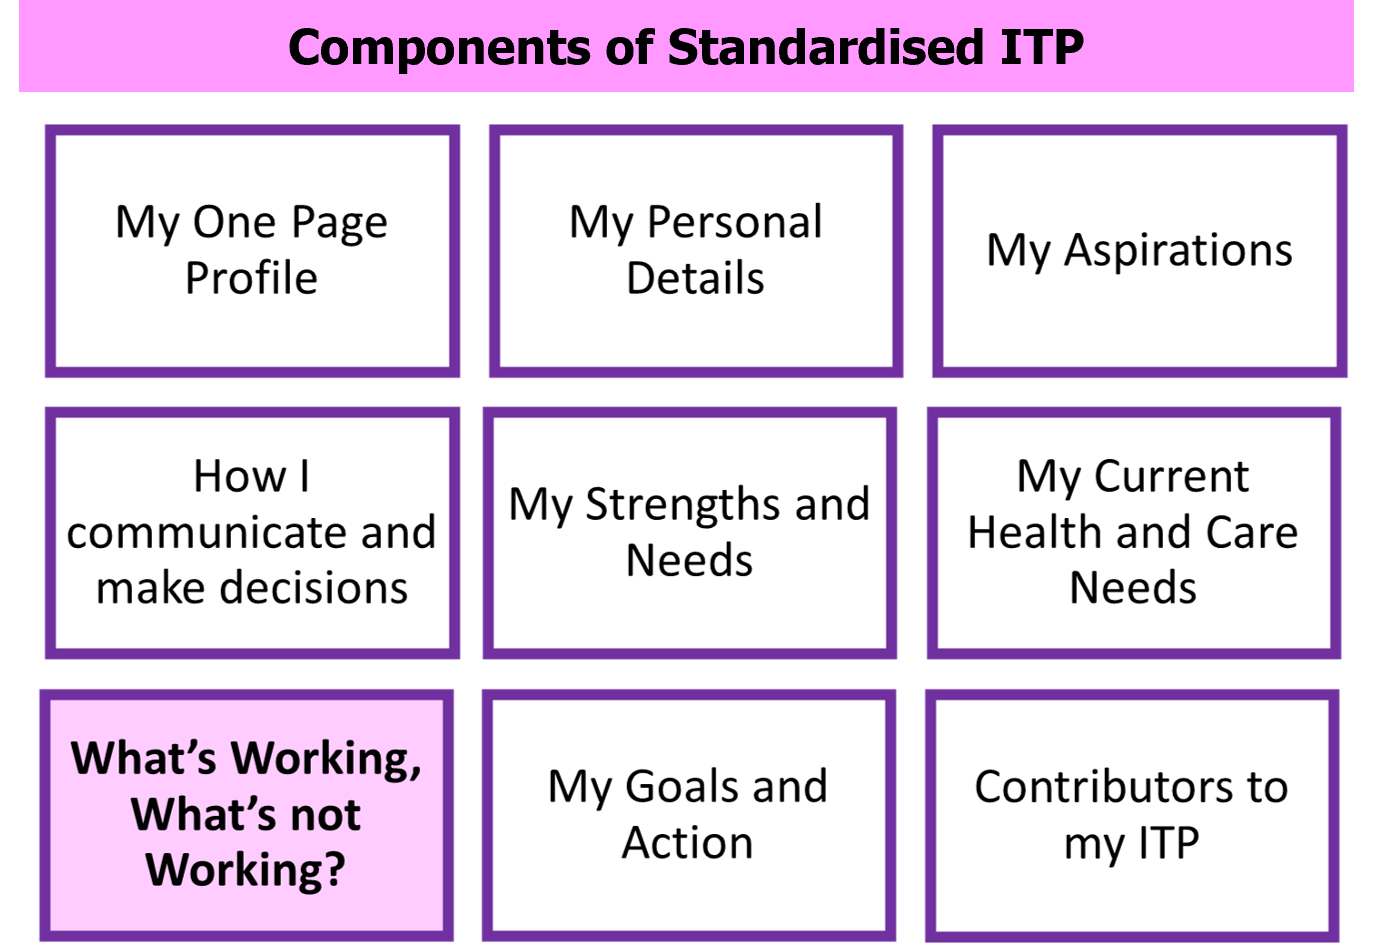 Components of Standardised ITP
My One Page
Profile
My Personal
Details
My Aspirations
How I
communicate and
make decisions
My Strengths and
Needs
My Current
Health and Care
Needs
What’s Working,
What’s not
Working?
My Goals and
Action
Contributors to
my ITP